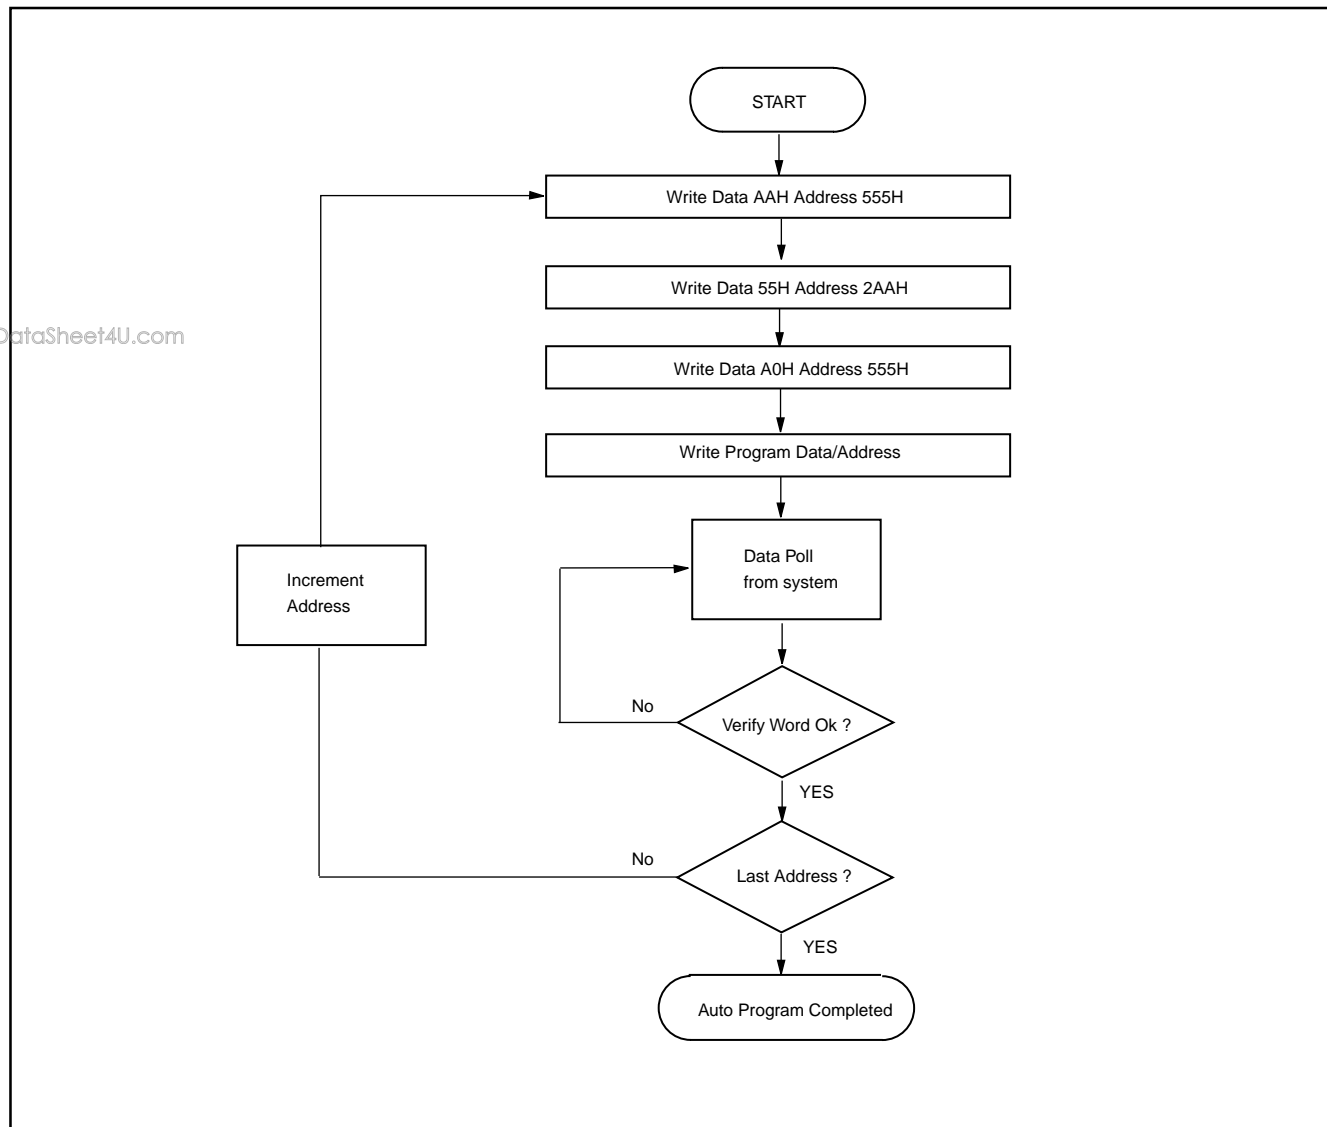 START
Write Data AAH Address 555H
Write Data 55H Address 2AAH
DataSheet4U.com
Write Data A0H Address 555H
Write Program Data/Address
Data Poll
from system
Increment
Address
No
Verify Word Ok ?
YES
No
Last Address ?
YES
Auto Program Completed